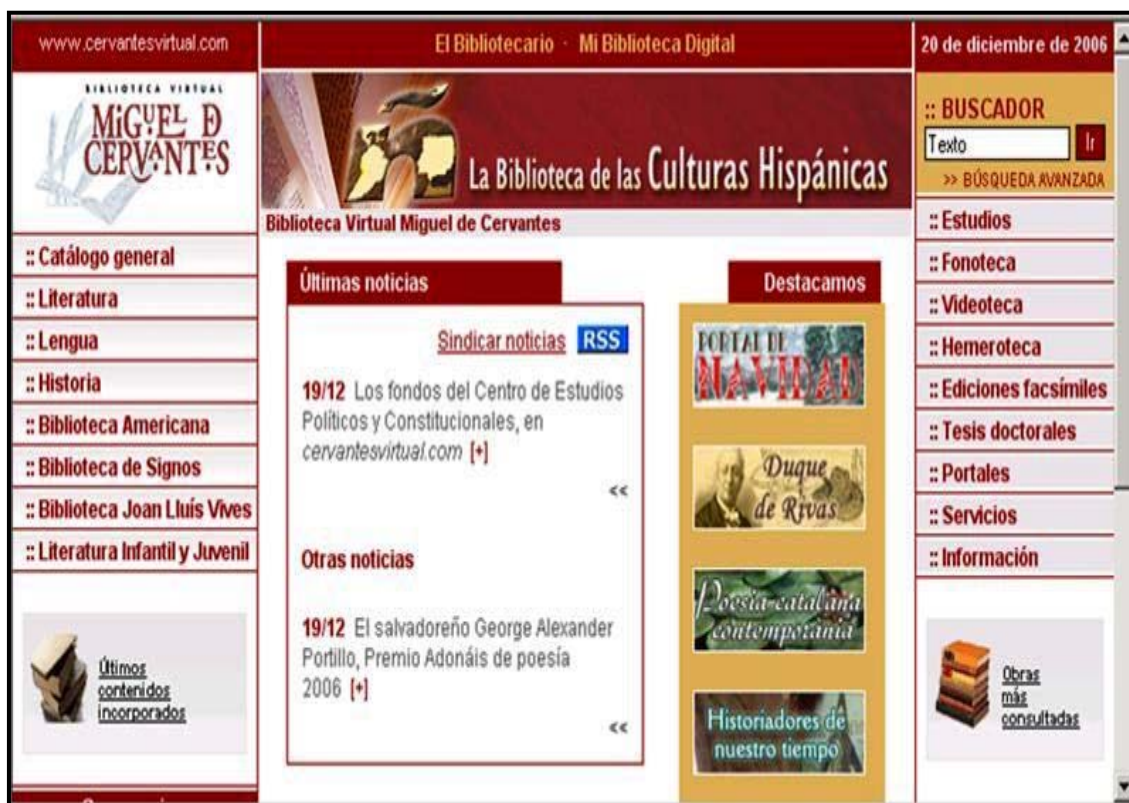 www.cervantesvirtual.com
El Bibliotecario · Mi Biblioteca Digital
20 de diciembre de 2006
BIBLIOTECA VIRTUAL
MIGUEL D
CERVANTES
La Biblioteca de las Culturas Hispánicas
Biblioteca Virtual Miguel de Cervantes
:: Catálogo general
:: Literatura
:: Lengua
:: Historia
:: Biblioteca Americana
:: Biblioteca de Signos
:: Biblioteca Joan Lluís Vives
:: Literatura Infantil y Juvenil
Últimos
contenidos
incorporados
Últimas noticias
Sindicar noticias RSS
19/12 Los fondos del Centro de Estudios
Políticos y Constitucionales, en
cervantesvirtual.com [+]
<<
Otras noticias
19/12 El salvadoreño George Alexander
Portillo, Premio Adonáis de poesía
2006 [+]
<<
Destacamos
PORTAL DE
NAVIDAD
Duque
de Rivas
Poesia catalana
contemporània
Historiadores de
nuestro tiempo
:: BUSCADOR
Texto Ir
>> BÚSQUEDA AVANZADA
:: Estudios
:: Fonoteca
:: Videoteca
:: Hemeroteca
:: Ediciones facsímiles
:: Tesis doctorales
:: Portales
:: Servicios
:: Información
Obras
más
consultadas